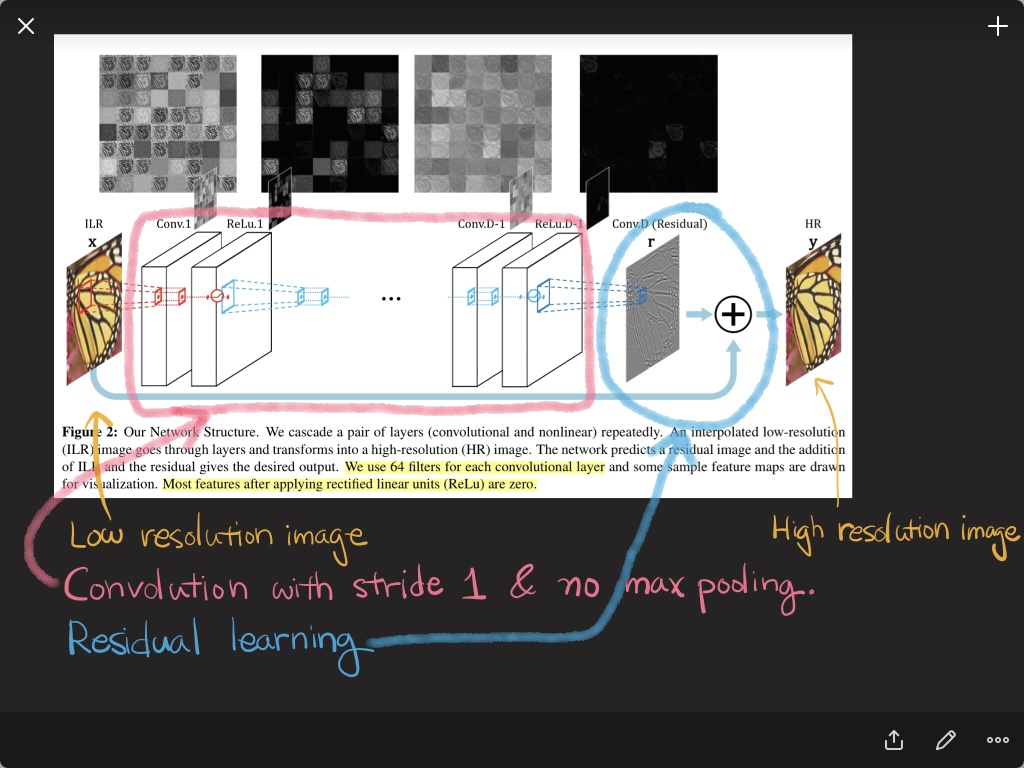 ILR
x
Conv.1
ReLu.1
Conv.D-1
ReLu.D-1
Conv.D (Residual)
r
HR
y
...
Figure 2: Our Network Structure. We cascade a pair of layers (convolutional and nonlinear) repeatedly. An interpolated low-resolution
(ILR) image goes through layers and transforms into a high-resolution (HR) image. The network predicts a residual image and the addition
of ILR and the residual gives the desired output. We use 64 filters for each convolutional layer and some sample feature maps are drawn
for visualization. Most features after applying rectified linear units (ReLu) are zero.
Low resolution image
High resolution image
Convolution with stride 1 & no max pooling.
Residual learning